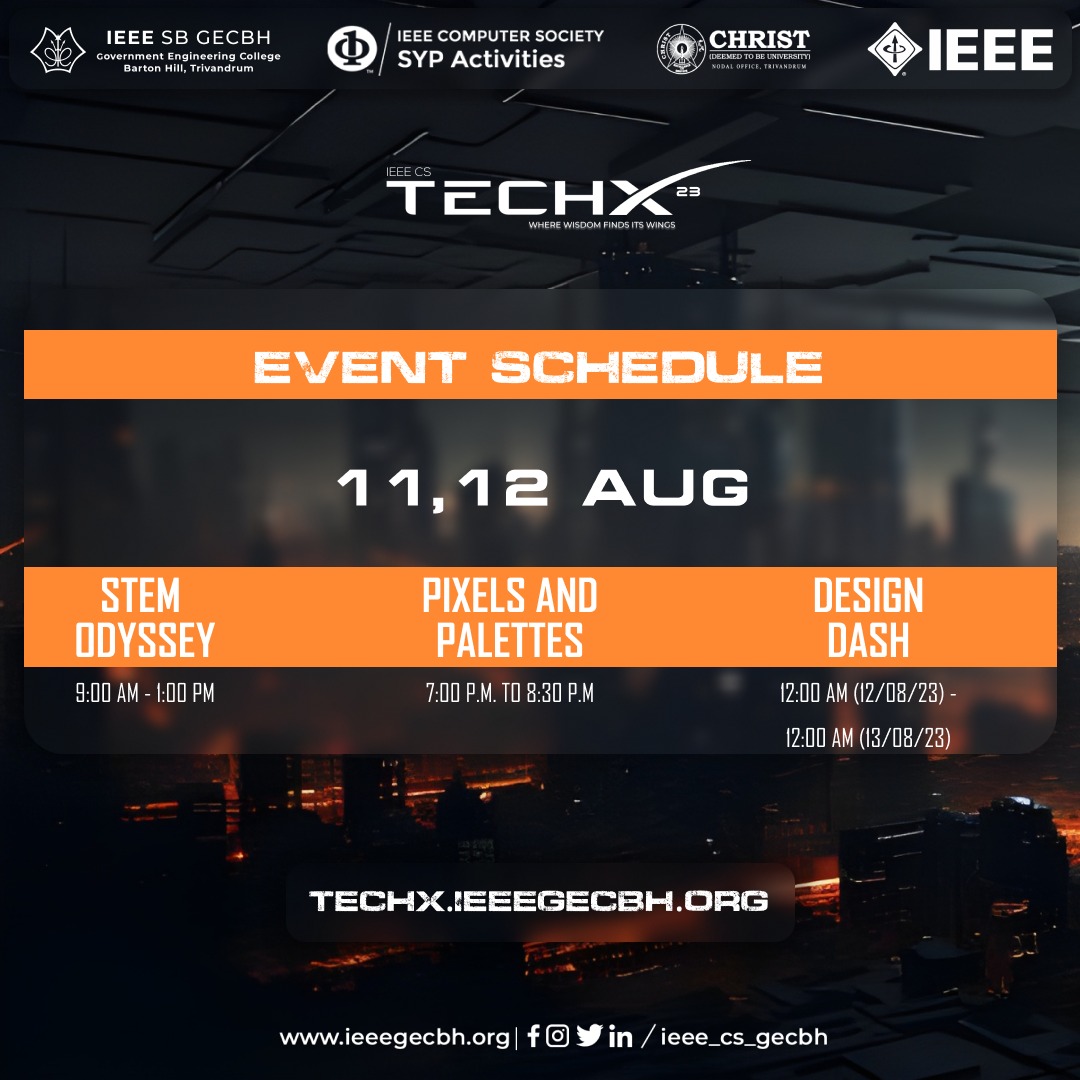 IEEE SB GECBH
Government Engineering College
Barton Hill, Trivandrum
IEEE COMPUTER SOCIETY
SYP Activities
CHRIST
(DEEMED TO BE UNIVERSITY)
NODAL OFFICE, TRIVANDRUM
IEEE
IEEE CS
TECHX 23
WHERE WISDOM FINDS ITS WINGS
EVENT SCHEDULE
11,12 AUG
STEM
ODYSSEY
9:00 AM - 1:00 PM
PIXELS AND
PALETTES
7:00 P.M. TO 8:30 P.M
DESIGN
DASH
12:00 AM (12/08/23) -
12:00 AM (13/08/23)
TECHX.IEEEGECBH.ORG
www.ieeegecbh.org| / ieee_cs_gecbh